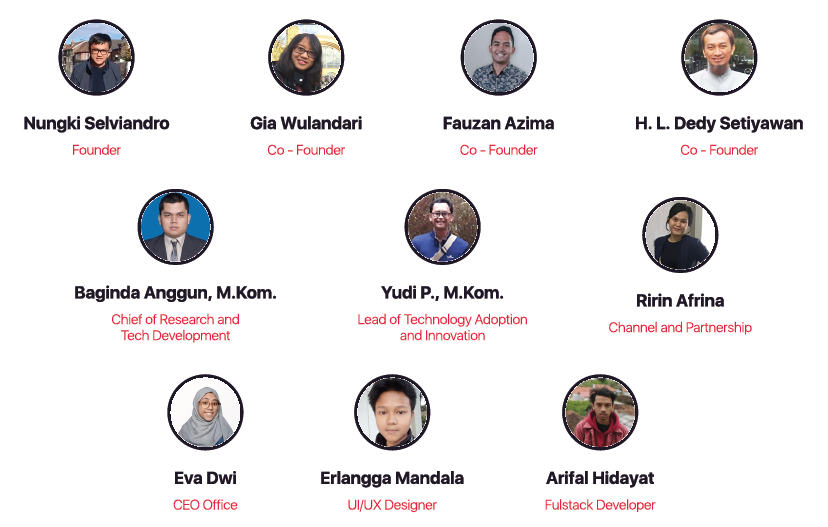 Nungki Selviandro
Founder
Gia Wulandari
Co - Founder
Fauzan Azima
Co - Founder
H. L. Dedy Setiyawan
Co - Founder
Baginda Anggun, M.Kom.
Chief of Research and
Tech Development
Yudi P., M.Kom.
Lead of Technology Adoption
and Innovation
Ririn Afrina
Channel and Partnership
Eva Dwi
CEO Office
Erlangga Mandala
UI/UX Designer
Arifal Hidayat
Fulstack Developer